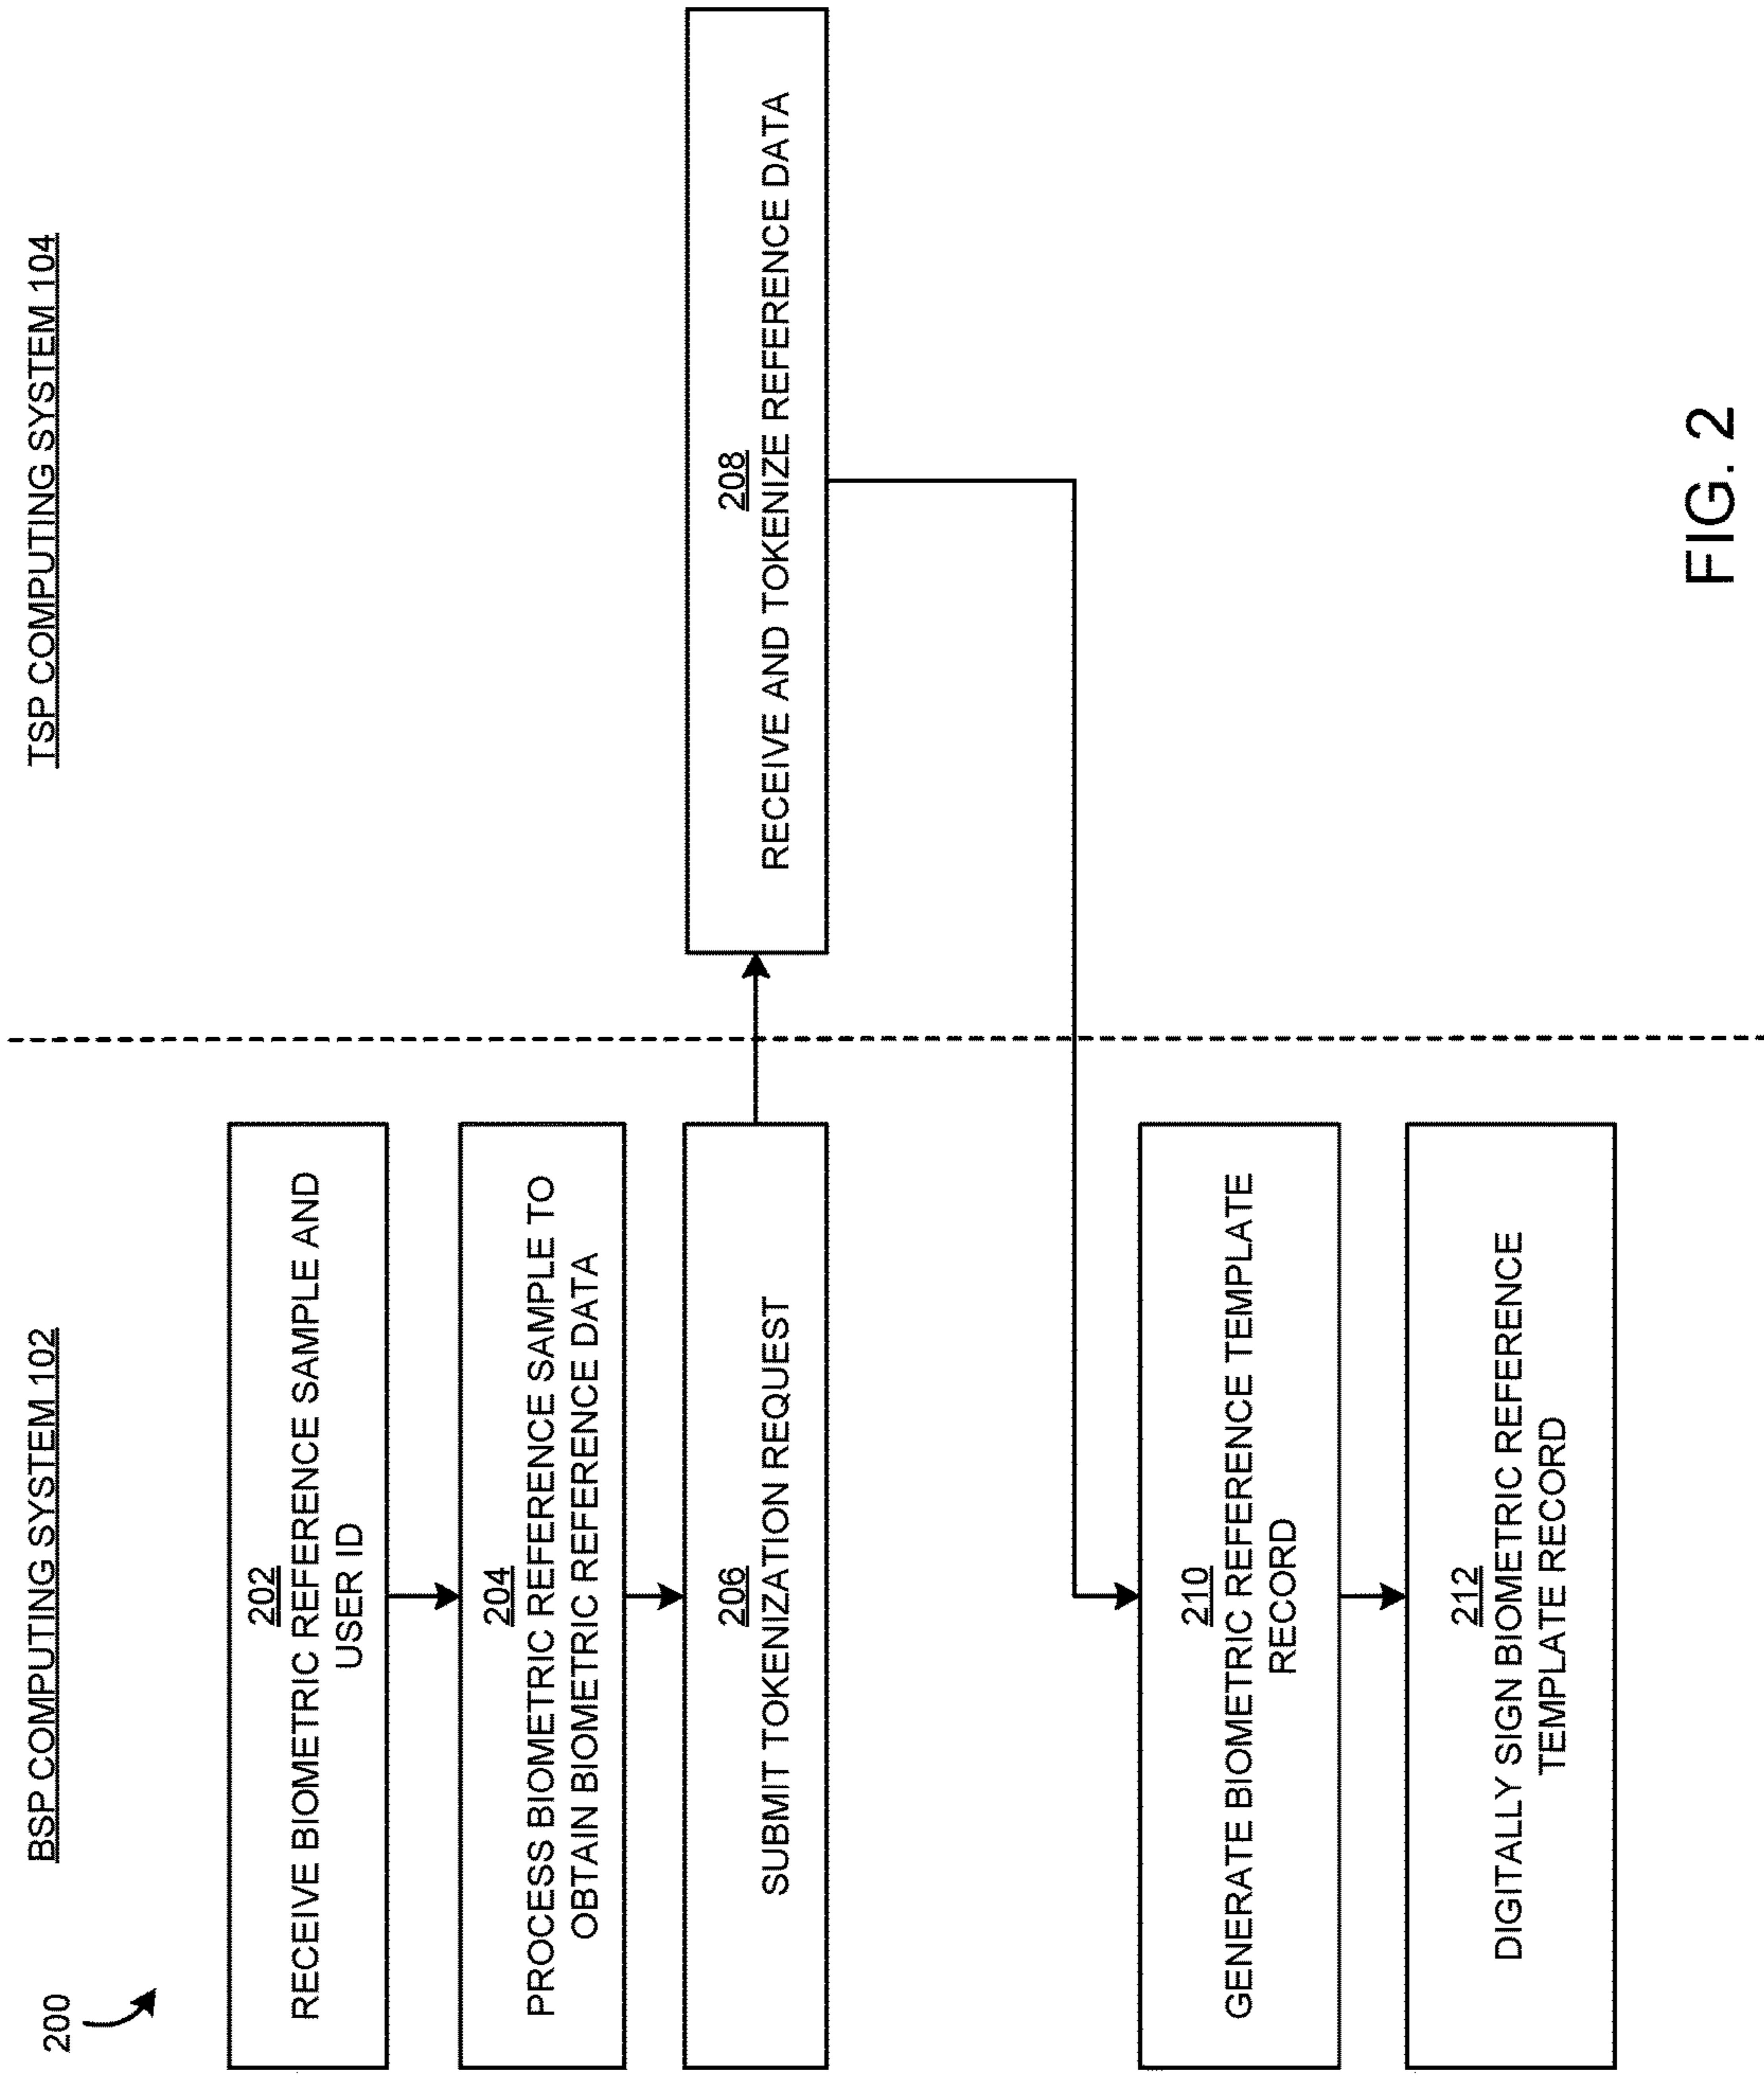 BSP COMPUTING SYSTEM 102
TSP COMPUTING SYSTEM 104
200
202
RECEIVE BIOMETRIC REFERENCE SAMPLE AND
USER ID
204
PROCESS BIOMETRIC REFERENCE SAMPLE TO
OBTAIN BIOMETRIC REFERENCE DATA
206
SUBMIT TOKENIZATION REQUEST
208
RECEIVE AND TOKENIZE REFERENCE DATA
210
GENERATE BIOMETRIC REFERENCE TEMPLATE
RECORD
212
DIGITALLY SIGN BIOMETRIC REFERENCE
TEMPLATE RECORD
FIG. 2